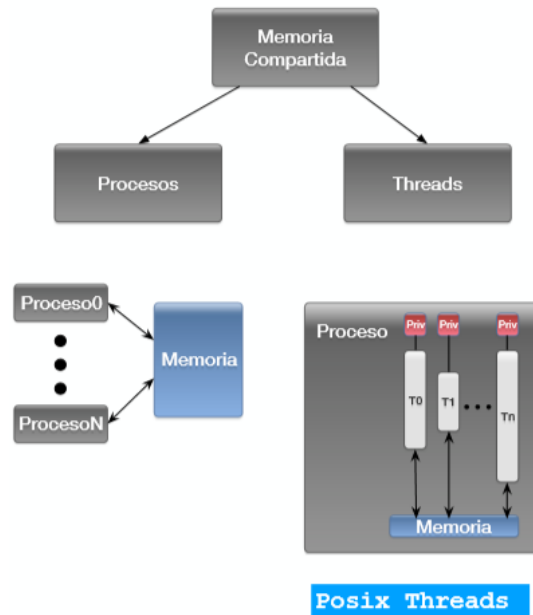 Memoria
Compartida
Procesos
Threads
Proceso0
Memoria
ProcesoN
Proceso
Priv
Priv
Priv
T0
T1
Tn
Memoria
Posix Threads